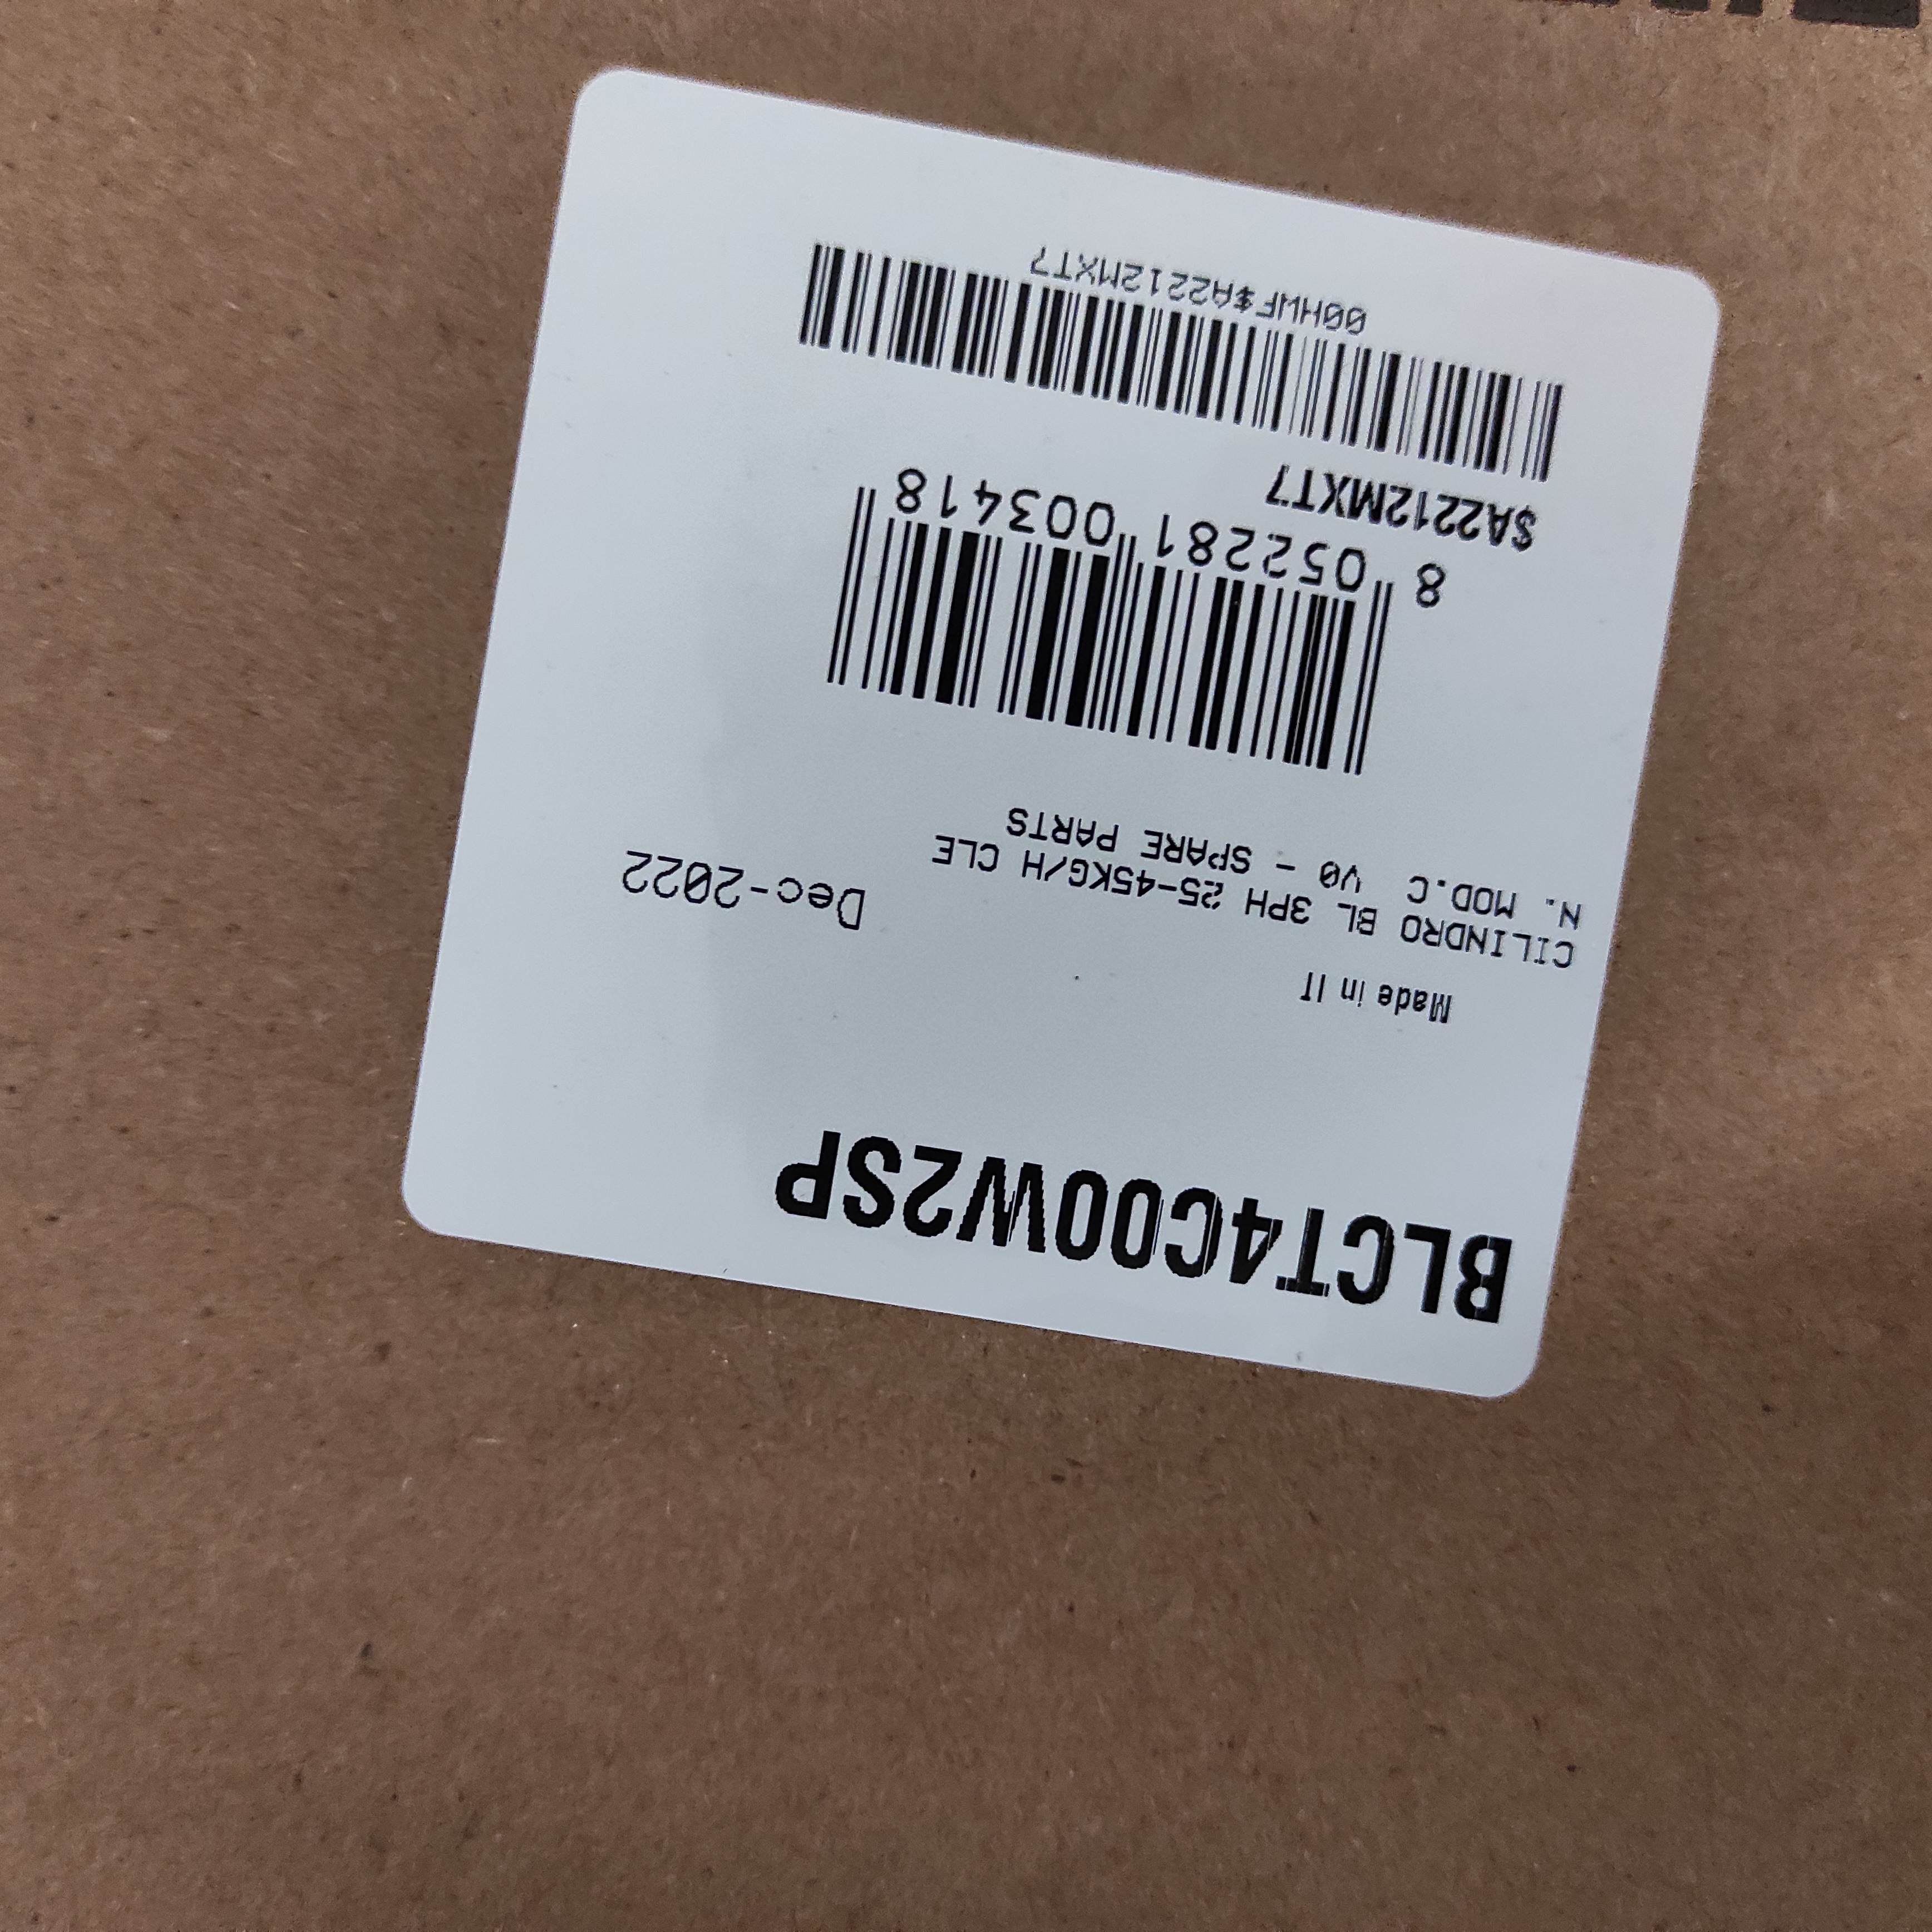 BLCT4C00W2SP
Made in IT
CILINDRO BL 3PH 25-45KG/H CLE
N. MOD.C V0 - SPARE PARTS
Dec-2022
8 052281 003418
$A2212MXT7
00HWF$A2212MXT7